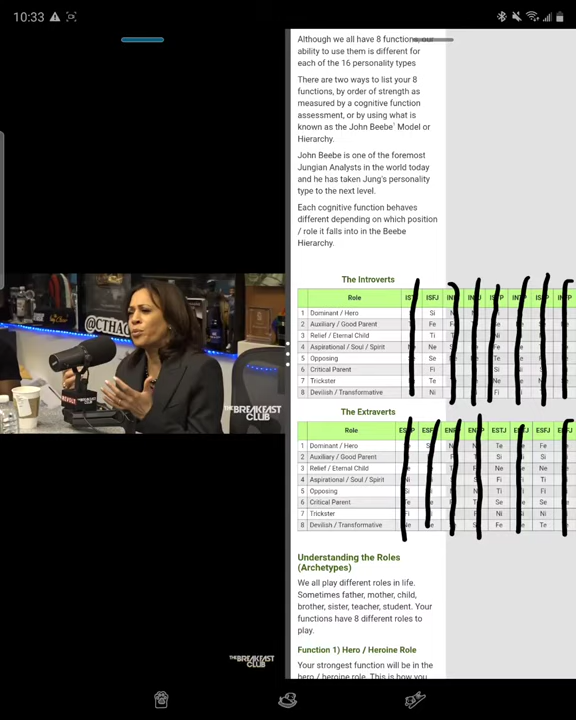 10:33
@CTHAG
THE BREAKFAST
CLUB
THE BREAKFAST
CLUB
Although we all have 8 functions, our
ability to use them is different for
each of the 16 personality types
There are two ways to list your 8
functions, by order of strength as
measured by a cognitive function
assessment, or by using what is
known as the John Beebe' Model or
Hierarchy.
John Beebe is one of the foremost
Jungian Analysts in the world today
and he has taken Jung's personality
type to the next level.
Each cognitive function behaves
different depending on which position
/ role it falls into in the Beebe
Hierarchy.
The Introverts
Role ISFJ
1 Dominant / Hero Si
2 Auxiliary / Good Parent Fe
3 Relief / Eternal Child Ti
4 Aspirational / Soul / Spirit Ne
5 Opposing Se
6 Critical Parent Fi
7 Trickster Te
8 Devilish / Transformative Ni
The Extraverts
Role ESTJ ESFJ
1 Dominant / Hero Te Fe
2 Auxiliary / Good Parent Si Si
3 Relief / Eternal Child Ne Ne
4 Aspirational / Soul / Spirit Fi Ti
5 Opposing Ti Fi
6 Critical Parent Se Se
7 Trickster Ni Ni
8 Devilish / Transformative Fe Te
Understanding the Roles
(Archetypes)
We all play different roles in life.
Sometimes father, mother, child,
brother, sister, teacher, student. Your
functions have 8 different roles to
play.
Function 1) Hero / Heroine Role
Your strongest function will be in the
hero / heroine role. This is how you